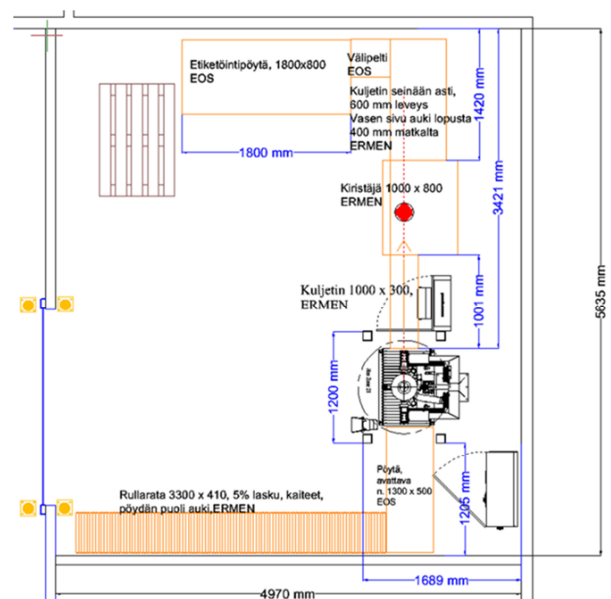 Etiketöintipöytä, 1800x800
EOS
Välipelti
EOS
Kuljetin seinään asti,
600 mm leveys
Vasen sivu auki lopusta
400 mm matkalta
ERMEN
1420 mm
1800 mm
3421 mm
Kiristäjä 1000 x 800
ERMEN
Kuljetin 1000 x 300,
ERMEN
1001 mm
5635 mm
1200 mm
Pöytä,
avattava
n. 1300 x 500
EOS
1205 mm
Rullarata 3300 x 410, 5% lasku, kaiteet,
pöydän puoli auki,ERMEN
1689 mm
4970 mm